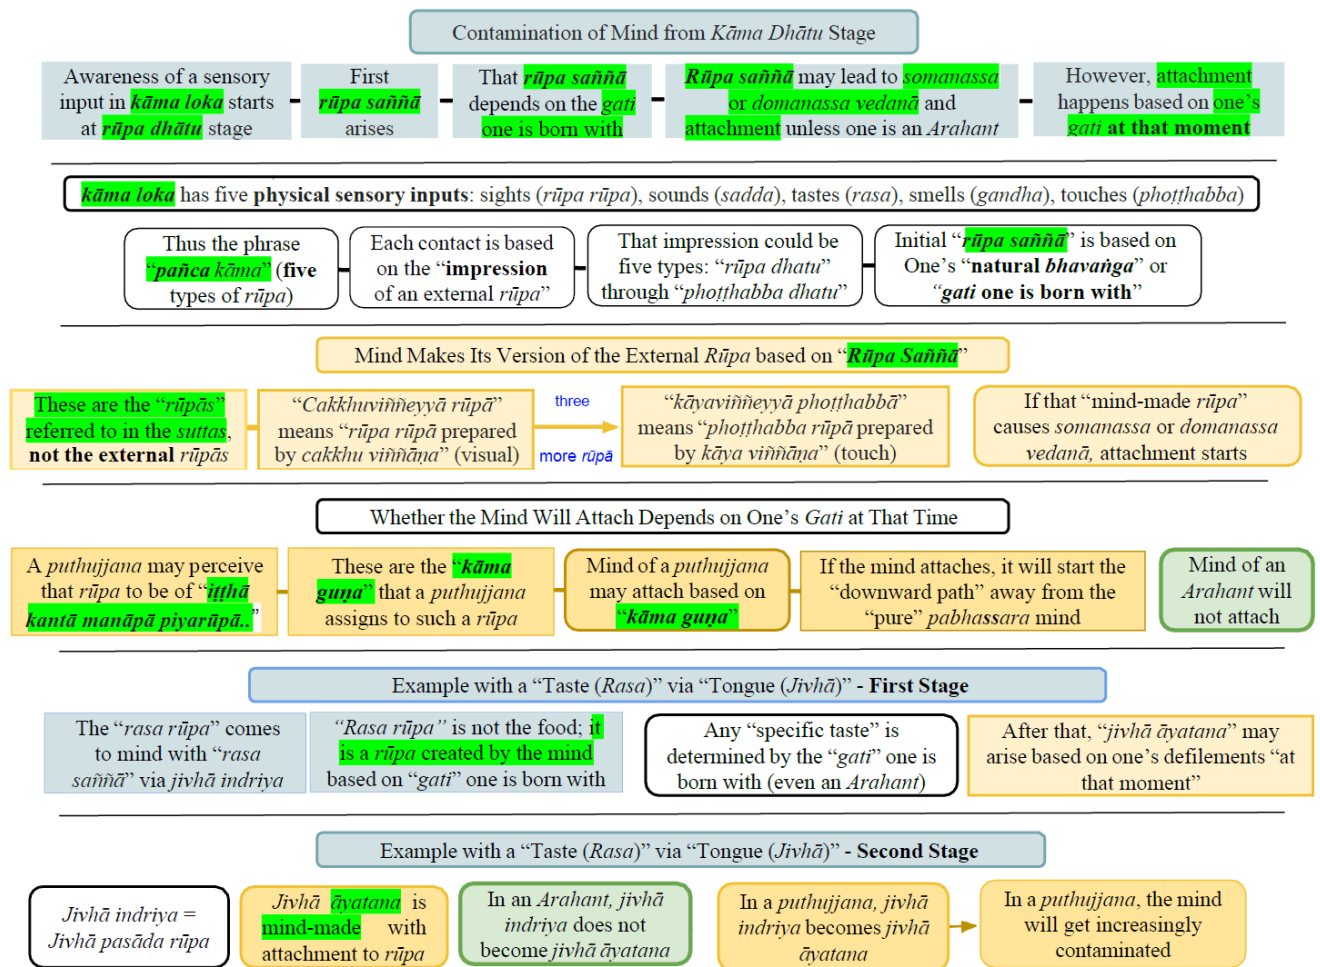 Contamination of Mind from Kāma Dhātu Stage
Awareness of a sensory
input in kāma loka starts
at rūpa dhātu stage
First
rūpa saññā
arises
That rūpa saññā
depends on the gati
one is born with
Rūpa saññā may lead to somanassa
or domanassa vedanā and
attachment unless one is an Arahant
However, attachment
happens based on one's
gati at that moment
kāma loka has five physical sensory inputs: sights (rūpa rūpa), sounds (sadda), tastes (rasa), smells (gandha), touches (phoṭṭhabba)
Thus the phrase
“pañca kāma” (five
types of rūpa)
Each contact is based
on the “impression
of an external rūpa”
That impression could be
five types: “rūpa dhatu”
through “phoṭṭhabba dhatu”
Initial “rūpa saññā” is based on
One's “natural bhavaṅga” or
“gati one is born with”
Mind Makes Its Version of the External Rūpa based on “Rūpa Saññā”
These are the “rūpās”
referred to in the suttas,
not the external rūpās
“Cakkhuviññeyyā rūpā”
means “rūpa rūpā prepared
by cakkhu viññāṇa” (visual)
three
more rūpā
“kāyaviññeyyā phoṭṭhabbā”
means “phoṭṭhabba rūpā prepared
by kāya viññāṇa” (touch)
If that “mind-made rūpa”
causes somanassa or domanassa
vedanā, attachment starts
Whether the Mind Will Attach Depends on One's Gati at That Time
A puthujjana may perceive
that rūpa to be of “iṭṭhā
kantā manāpā piyarūpā..”
These are the “kāma
guṇa” that a puthujjana
assigns to such a rūpa
Mind of a puthujjana
may attach based on
“kāma guṇa”
If the mind attaches, it will start the
“downward path” away from the
“pure” pabhassara mind
Mind of an
Arahant will
not attach
Example with a “Taste (Rasa)” via “Tongue (Jivhā)” - First Stage
The “rasa rūpa” comes
to mind with “rasa
saññā” via jivhā indriya
“Rasa rūpa” is not the food; it
is a rūpa created by the mind
based on “gati” one is born with
Any “specific taste” is
determined by the “gati” one is
born with (even an Arahant)
After that, “jivhā āyatana” may
arise based on one's defilements “at
that moment”
Example with a “Taste (Rasa)” via “Tongue (Jivhā)” - Second Stage
Jivhā indriya =
Jivhā pasāda rūpa
Jivhā āyatana is
mind-made with
attachment to rūpa
In an Arahant, jivhā
indriya does not
become jivhā āyatana
In a puthujjana, jivhā
indriya becomes jivhā
āyatana
In a puthujjana, the mind
will get increasingly
contaminated